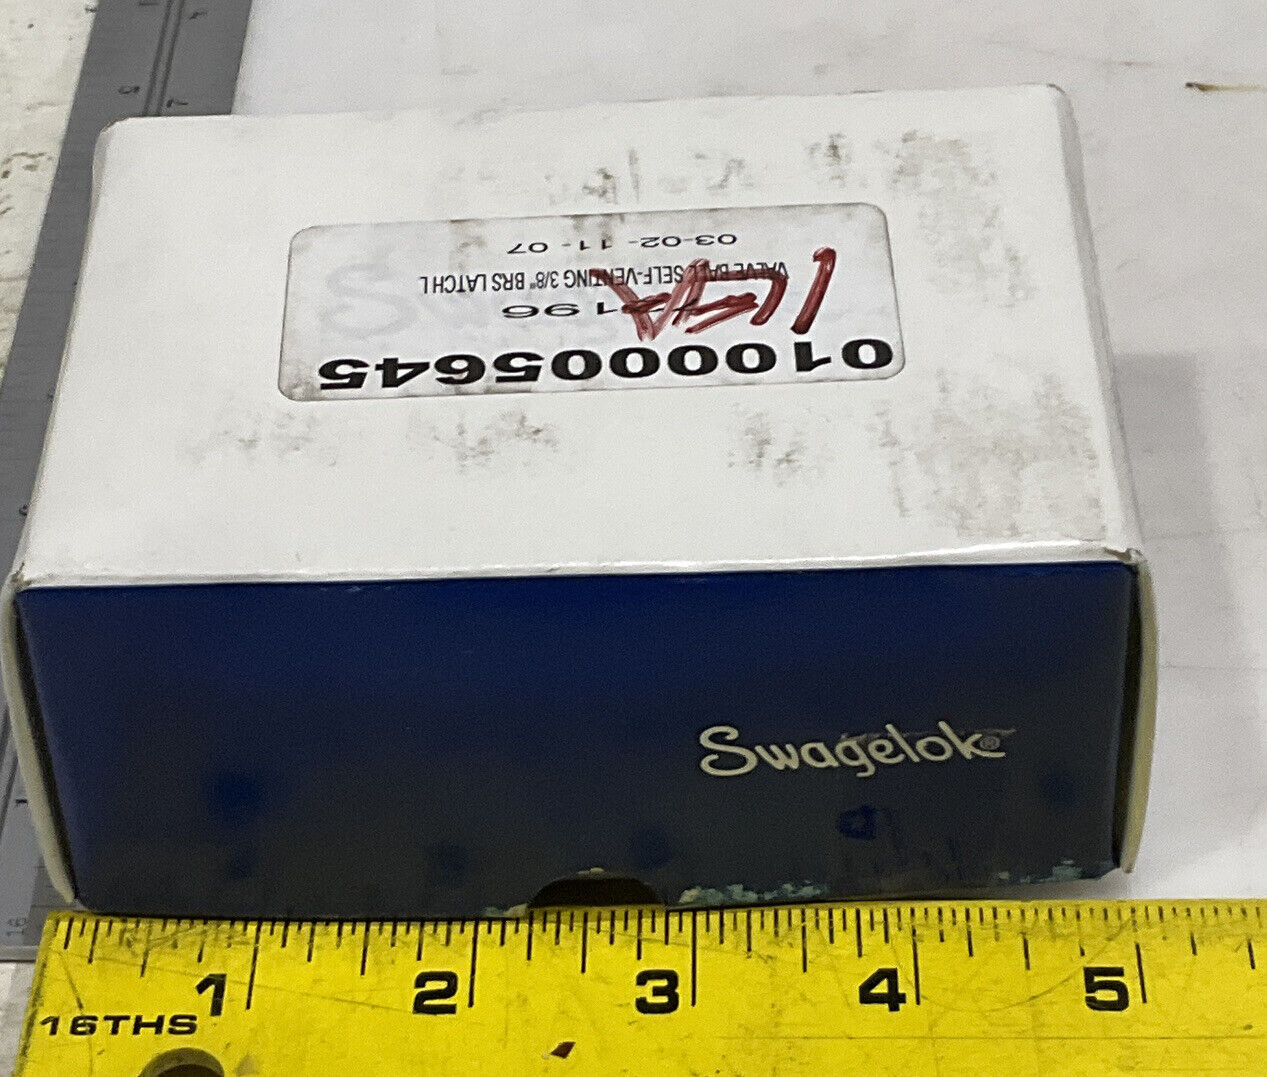 0100005645
VALVE BALL SELF-VENTING 3/8" BRS LATCH L
03-02- 11- 07
Swagelok®
1 2 3 4 5
16THS